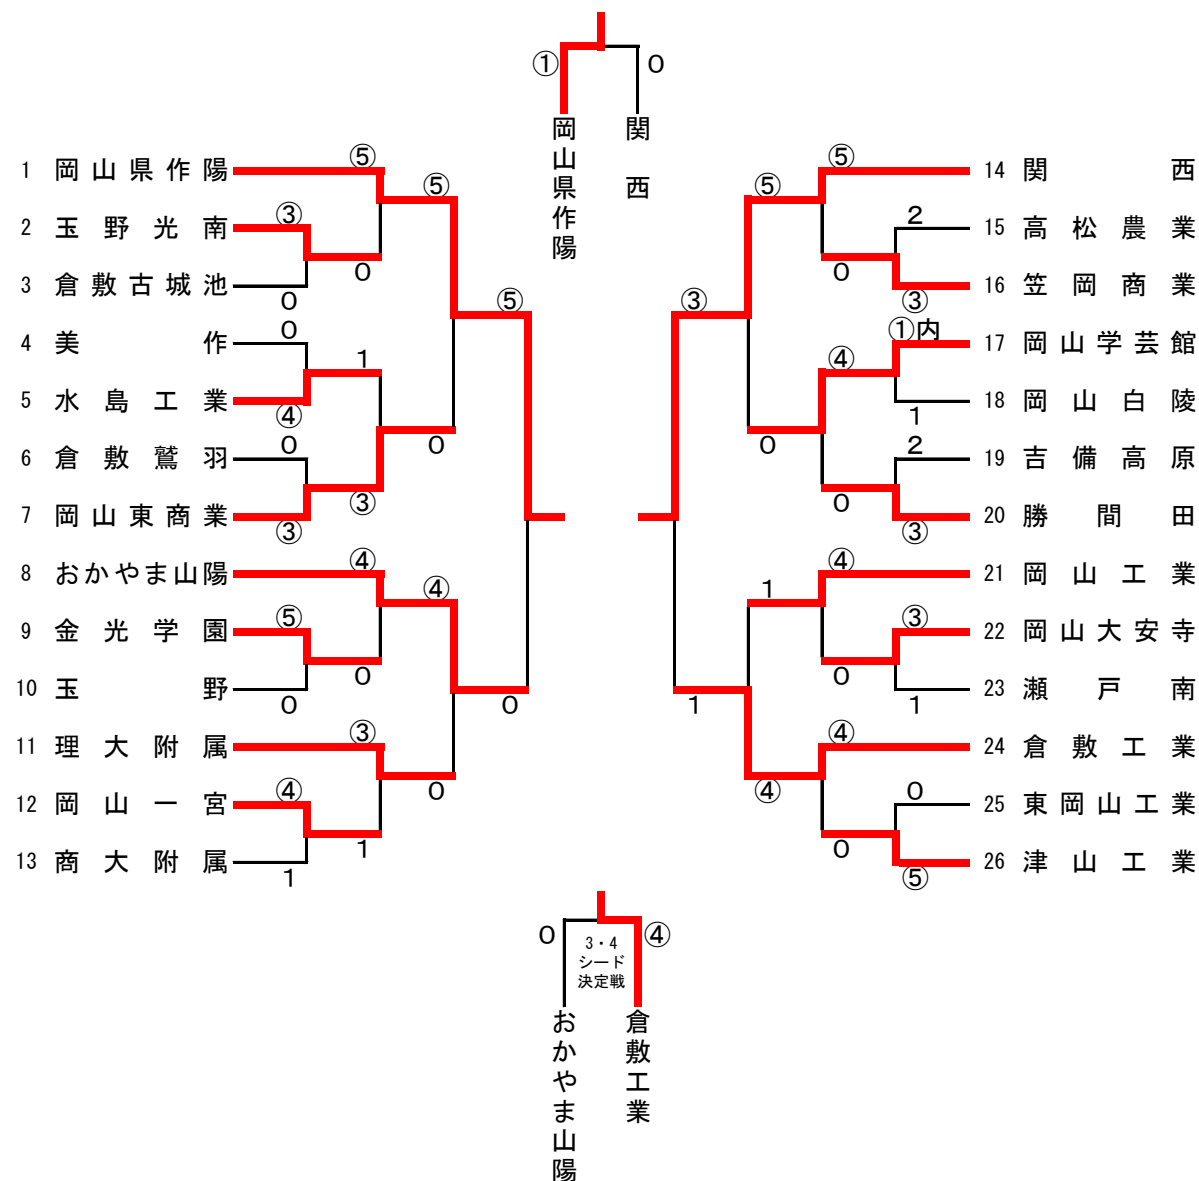 ① 0
岡山県作陽
関西
1 岡山県作陽 ⑤
⑤
2 玉野光南 ③
0
3 倉敷古城池 0
⑤
4 美作 0
1
5 水島工業 ④
0
6 倉敷鷲羽 0
③
7 岡山東商業 ③
8 おかやま山陽 ④
④
9 金光学園 ⑤
0
10 玉野 0
0
11 理大附属 ③
0
12 岡山一宮 ④
1
13 商大附属 1
⑤ 14 関西
⑤
2 15 高松農業
0
③ 16 笠岡商業
③
①内 17 岡山学芸館
④
1 18 岡山白陵
0
2 19 吉備高原
0
③ 20 勝間田
④ 21 岡山工業
1
③ 22 岡山大安寺
0
1 23 瀬戸南
1
④ 24 倉敷工業
④
0 25 東岡山工業
0
⑤ 26 津山工業
0 ④
3・4
シード
決定戦
おかやま山陽
倉敷工業